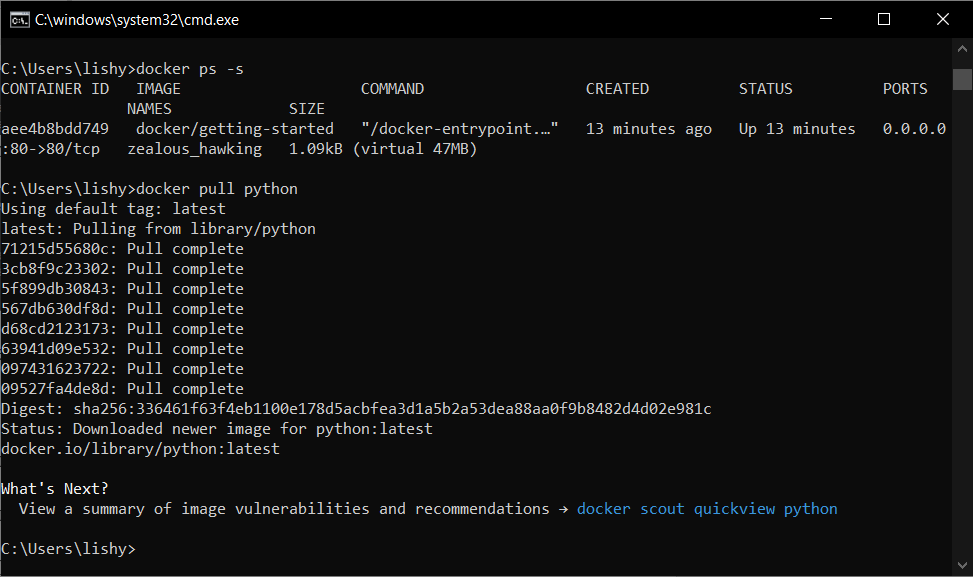 C:\windows\system32\cmd.exe
C:\Users\lishy>docker ps -s
CONTAINER ID   IMAGE                    COMMAND                  CREATED          STATUS          PORTS
              NAMES             SIZE
aee4b8bdd749   docker/getting-started   "/docker-entrypoint.…"   13 minutes ago   Up 13 minutes   0.0.0.0
:80->80/tcp   zealous_hawking   1.09kB (virtual 47MB)
C:\Users\lishy>docker pull python
Using default tag: latest
latest: Pulling from library/python
71215d55680c: Pull complete
3cb8f9c23302: Pull complete
5f899db30843: Pull complete
567db630df8d: Pull complete
d68cd2123173: Pull complete
63941d09e532: Pull complete
097431623722: Pull complete
09527fa4de8d: Pull complete
Digest: sha256:336461f63f4eb1100e178d5acbfea3d1a5b2a53dea88aa0f9b8482d4d02e981c
Status: Downloaded newer image for python:latest
docker.io/library/python:latest
What's Next?
  View a summary of image vulnerabilities and recommendations → docker scout quickview python
C:\Users\lishy>